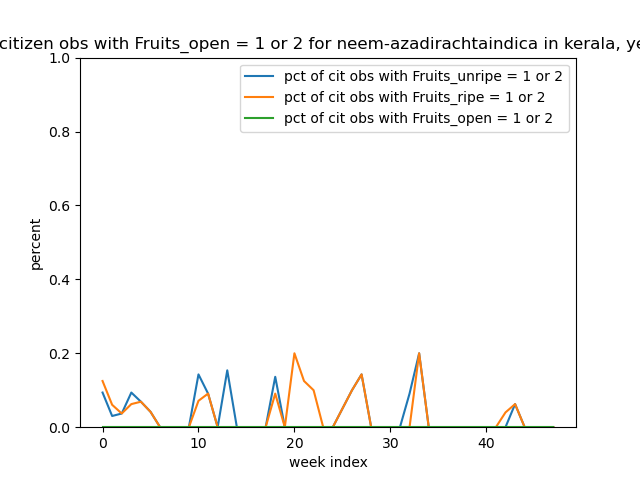 citizen obs with Fruits_open = 1 or 2 for neem-azadirachtaindica in kerala, ye
pct of cit obs with Fruits_unripe = 1 or 2
pct of cit obs with Fruits_ripe = 1 or 2
pct of cit obs with Fruits_open = 1 or 2
percent
1.0
0.8
0.6
0.4
0.2
0.0
0 10 20 30 40
week index